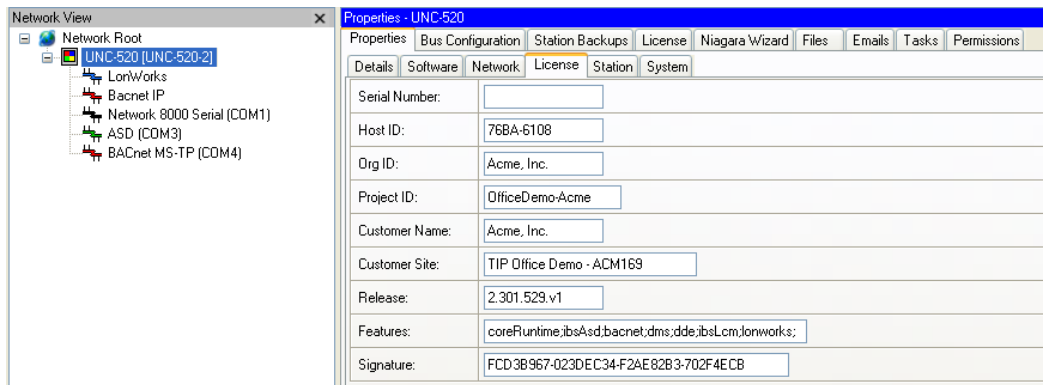 Network View
Network Root
UNC-520 [UNC-520-2]
LonWorks
Bacnet IP
Network 8000 Serial (COM1)
ASD (COM3)
BACnet MS-TP (COM4)
Properties - UNC-520
Properties Bus Configuration Station Backups License Niagara Wizard Files Emails Tasks Permissions
Details Software Network License Station System
Serial Number:
Host ID: 76BA-6108
Org ID: Acme, Inc.
Project ID: OfficeDemo-Acme
Customer Name: Acme, Inc.
Customer Site: TIP Office Demo - ACM169
Release: 2.301.529.v1
Features: coreRuntime;ibsAsd;bacnet;dms;dde;ibsLcm;lonworks;
Signature: FCD3B967-023DEC34-F2AE82B3-702F4ECB